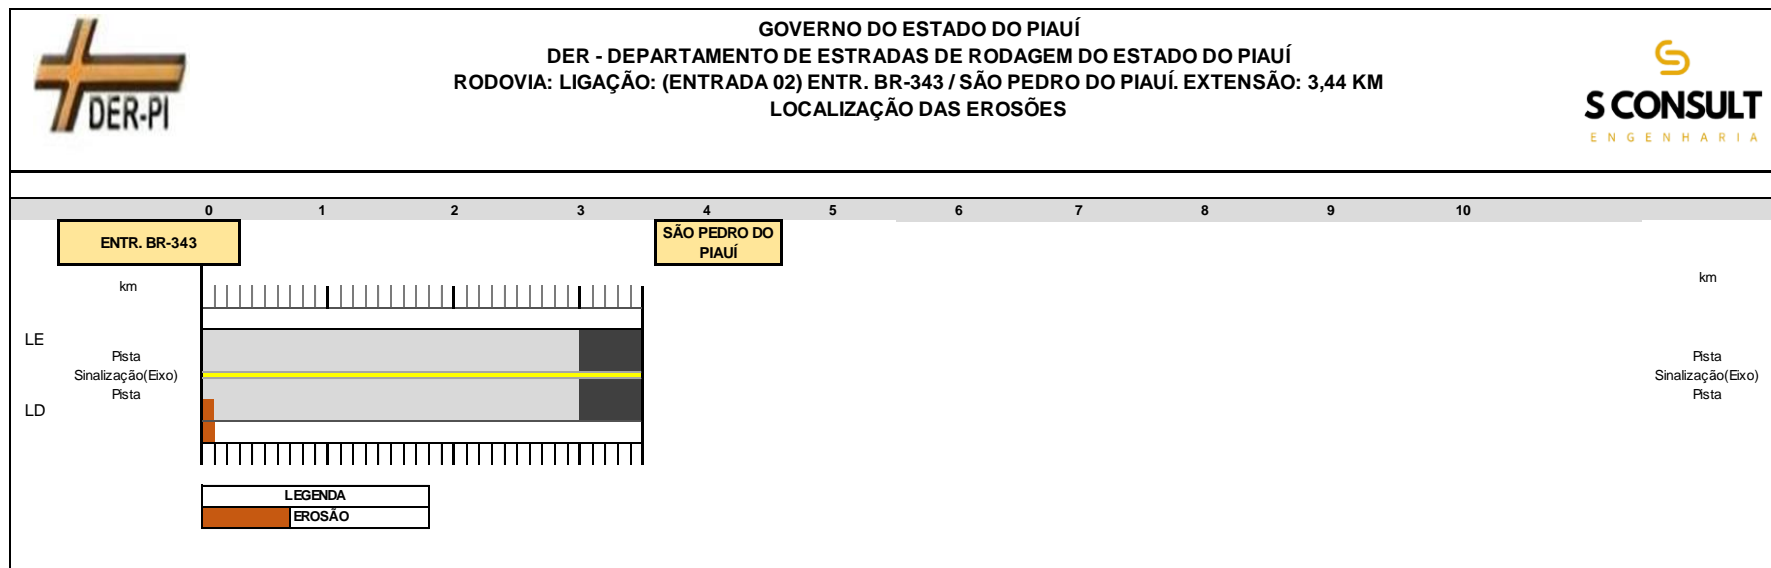 GOVERNO DO ESTADO DO PIAUÍ
DER - DEPARTAMENTO DE ESTRADAS DE RODAGEM DO ESTADO DO PIAUÍ
RODOVIA: LIGAÇÃO: (ENTRADA 02) ENTR. BR-343 / SÃO PEDRO DO PIAUÍ. EXTENSÃO: 3,44 KM
LOCALIZAÇÃO DAS EROSÕES
DER-PI
S CONSULT
ENGENHARIA
0 1 2 3 4 5 6 7 8 9 10
ENTR. BR-343
SÃO PEDRO DO
PIAUÍ
km
km
LE
Pista
Sinalização(Eixo)
Pista
LD
Pista
Sinalização(Eixo)
Pista
LEGENDA
EROSÃO